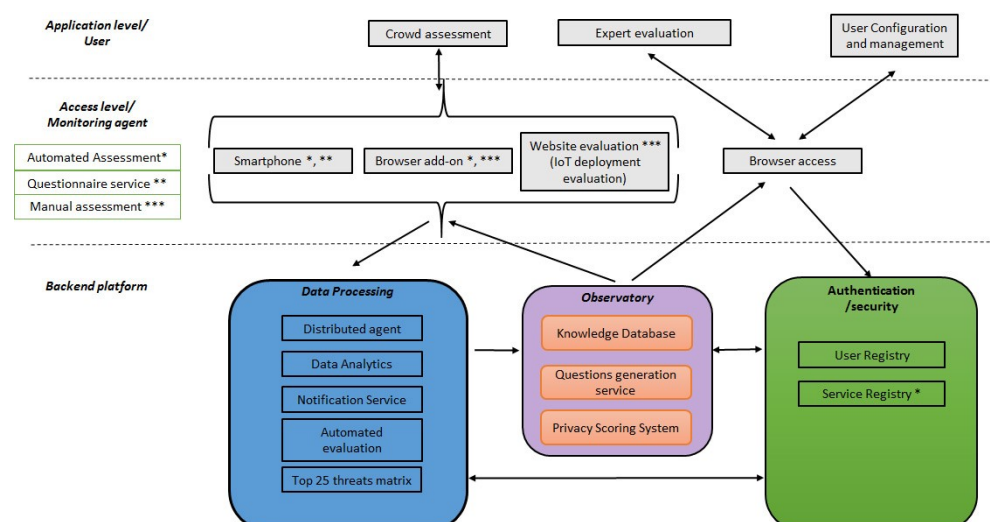 Application level/
User
Crowd assessment
Expert evaluation
User Configuration
and management
Access level/
Monitoring agent
Automated Assessment*
Questionnaire service **
Manual assessment ***
Smartphone *, **
Browser add-on *, ***
Website evaluation ***
(IoT deployment
evaluation)
Browser access
Backend platform
Data Processing
Distributed agent
Data Analytics
Notification Service
Automated
evaluation
Top 25 threats matrix
Observatory
Knowledge Database
Questions generation
service
Privacy Scoring System
Authentication
/security
User Registry
Service Registry *